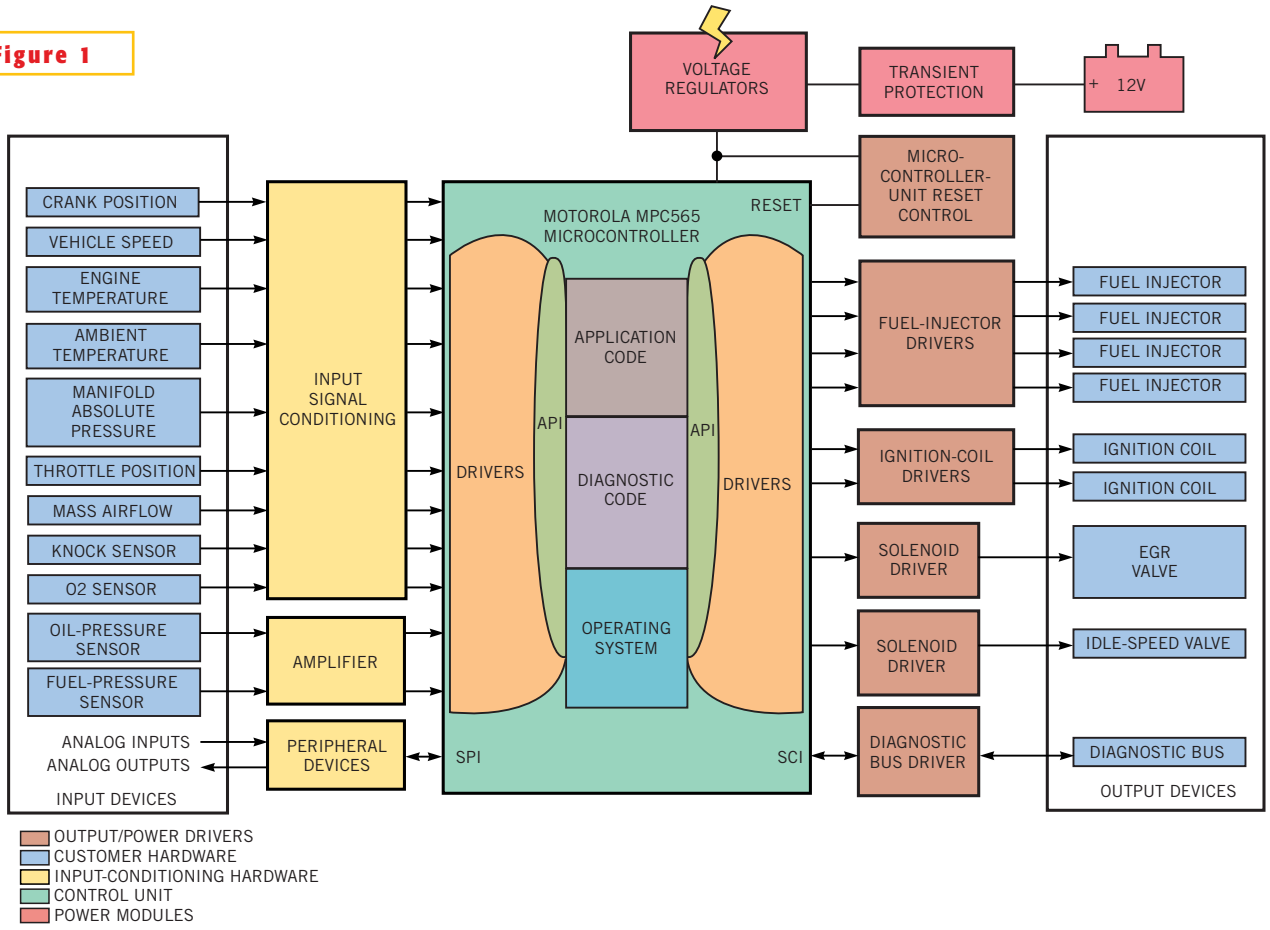 Figure 1
VOLTAGE
REGULATORS
TRANSIENT
PROTECTION
+ 12V
MICRO-
CONTROLLER-
UNIT RESET
CONTROL
CRANK POSITION
VEHICLE SPEED
ENGINE
TEMPERATURE
AMBIENT
TEMPERATURE
MANIFOLD
ABSOLUTE
PRESSURE
THROTTLE POSITION
MASS AIRFLOW
KNOCK SENSOR
O2 SENSOR
OIL-PRESSURE
SENSOR
FUEL-PRESSURE
SENSOR
ANALOG INPUTS
ANALOG OUTPUTS
INPUT DEVICES
INPUT
SIGNAL
CONDITIONING
AMPLIFIER
PERIPHERAL
DEVICES
RESET
MOTOROLA MPC565
MICROCONTROLLER
DRIVERS
API
APPLICATION
CODE
DIAGNOSTIC
CODE
OPERATING
SYSTEM
API
DRIVERS
SPI
SCI
FUEL-INJECTOR
DRIVERS
IGNITION-COIL
DRIVERS
SOLENOID
DRIVER
SOLENOID
DRIVER
DIAGNOSTIC
BUS DRIVER
FUEL INJECTOR
FUEL INJECTOR
FUEL INJECTOR
FUEL INJECTOR
IGNITION COIL
IGNITION COIL
EGR
VALVE
IDLE-SPEED VALVE
DIAGNOSTIC BUS
OUTPUT DEVICES
OUTPUT/POWER DRIVERS
CUSTOMER HARDWARE
INPUT-CONDITIONING HARDWARE
CONTROL UNIT
POWER MODULES